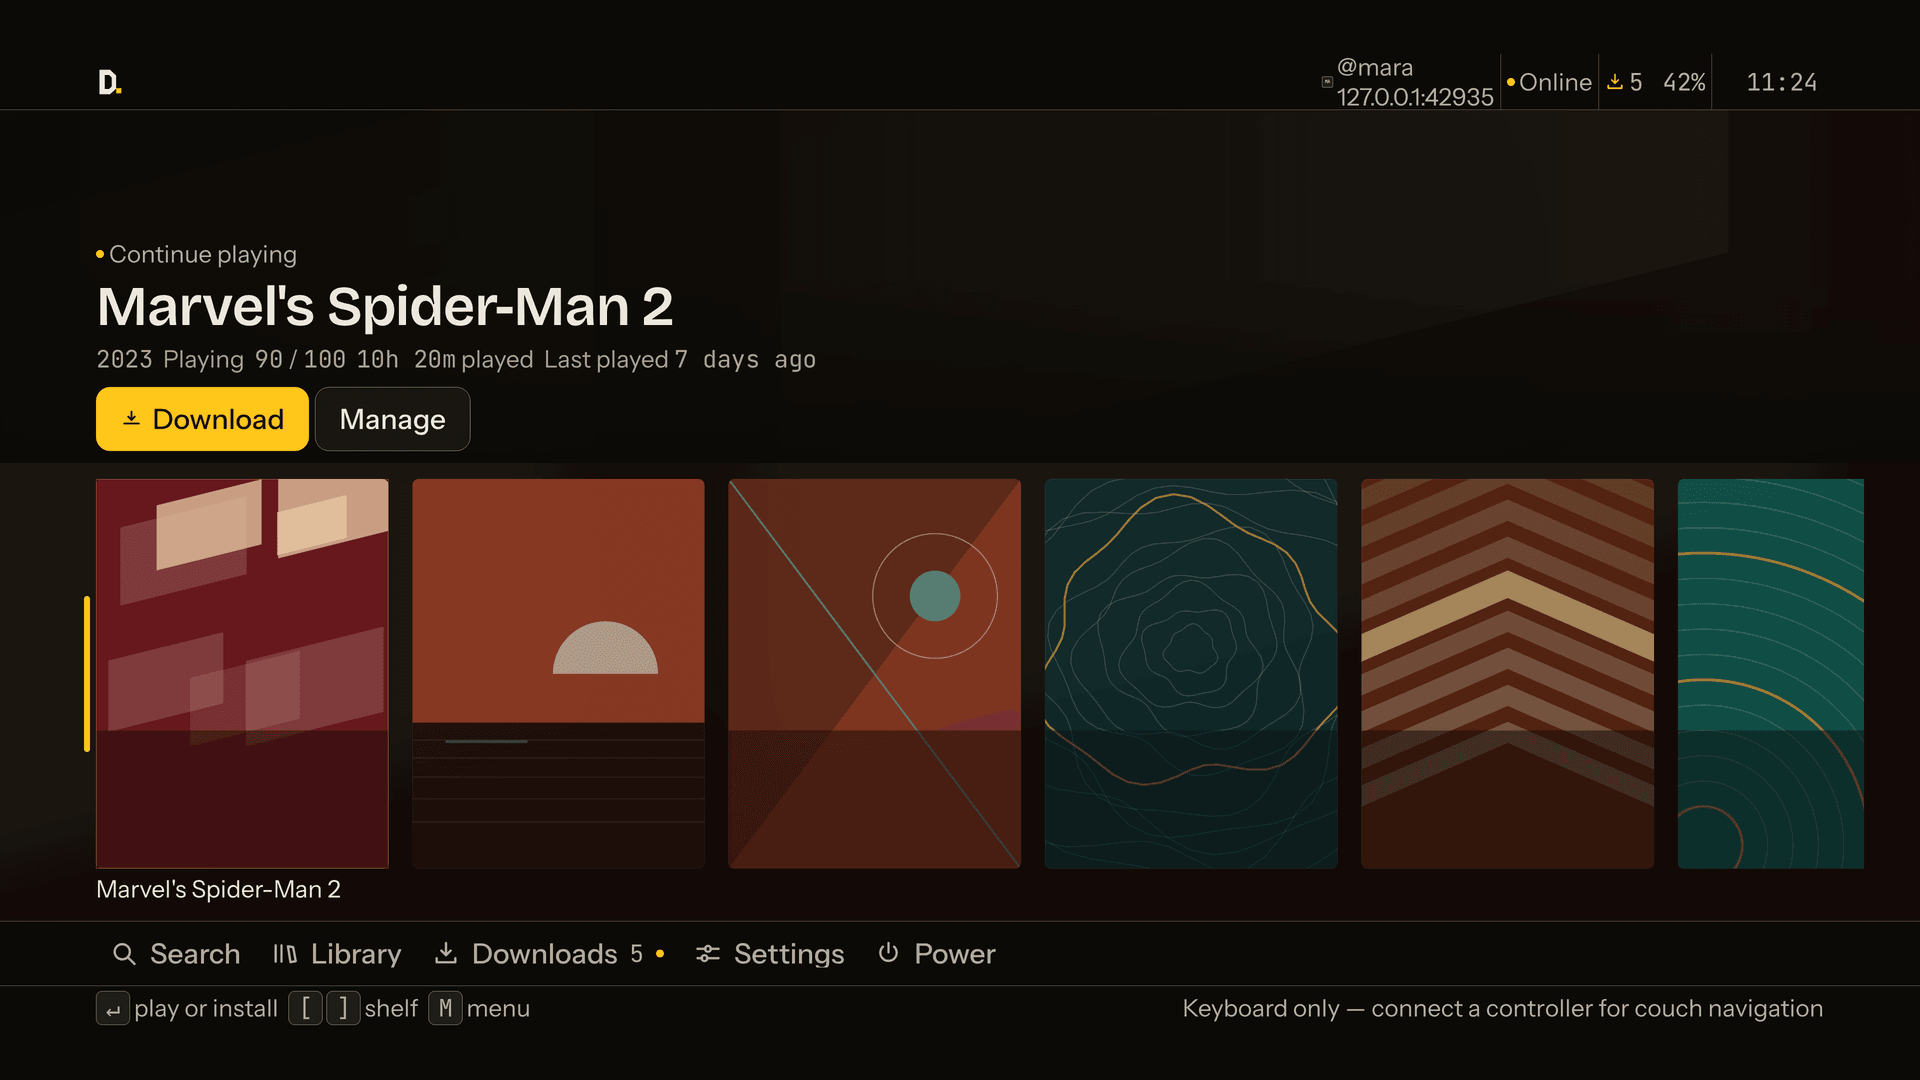 D.
@mara
127.0.0.1:42935
Online
5 42%
11:24
Continue playing
Marvel's Spider-Man 2
2023 Playing 90/100 10h 20m played Last played 7 days ago
Download
Manage
Marvel's Spider-Man 2
Search
Library
Downloads 5
Settings
Power
↵ play or install [ ] shelf M menu
Keyboard only — connect a controller for couch navigation